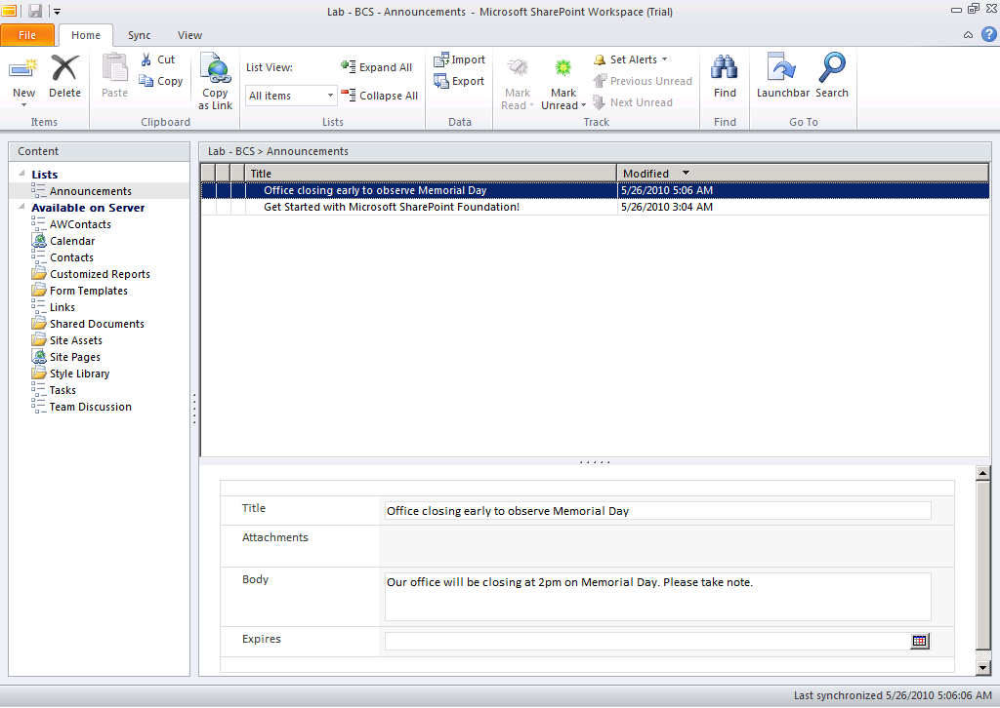 Lab - BCS - Announcements - Microsoft SharePoint Workspace (Trial)
File
Home
Sync
View
New
Delete
Items
Paste
Cut
Copy
Copy as Link
Clipboard
List View:
All items
Expand All
Collapse All
Lists
Import
Export
Data
Mark Read
Mark Unread
Set Alerts
Previous Unread
Next Unread
Track
Find
Find
Launchbar
Search
Go To
Content
Lists
Announcements
Available on Server
AWContacts
Calendar
Contacts
Customized Reports
Form Templates
Links
Shared Documents
Site Assets
Site Pages
Style Library
Tasks
Team Discussion
Lab - BCS > Announcements
Title Modified
Office closing early to observe Memorial Day 5/26/2010 5:06 AM
Get Started with Microsoft SharePoint Foundation! 5/26/2010 3:04 AM
Title Office closing early to observe Memorial Day
Attachments
Body Our office will be closing at 2pm on Memorial Day. Please take note.
Expires
Last synchronized 5/26/2010 5:06:06 AM